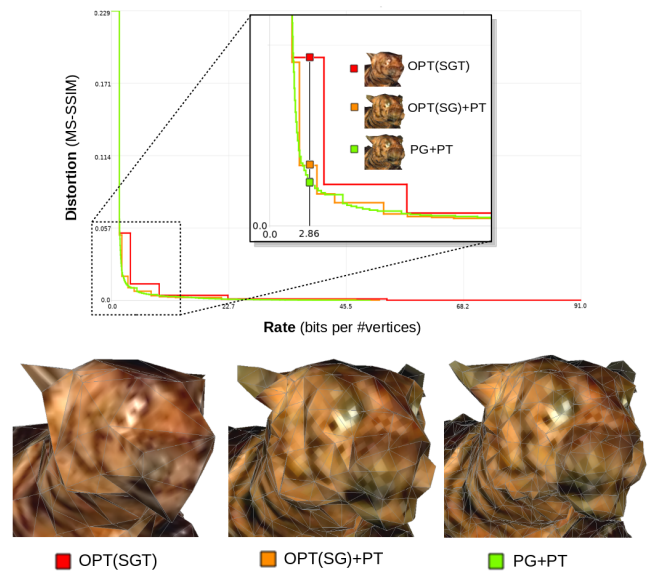 0.229
0.171
0.114
0.057
0.0
Distortion (MS-SSIM)
OPT(SGT)
OPT(SG)+PT
PG+PT
0.0
0.0
2.86
0.0
22.7
45.5
68.2
91.0
Rate (bits per #vertices)
OPT(SGT)
OPT(SG)+PT
PG+PT